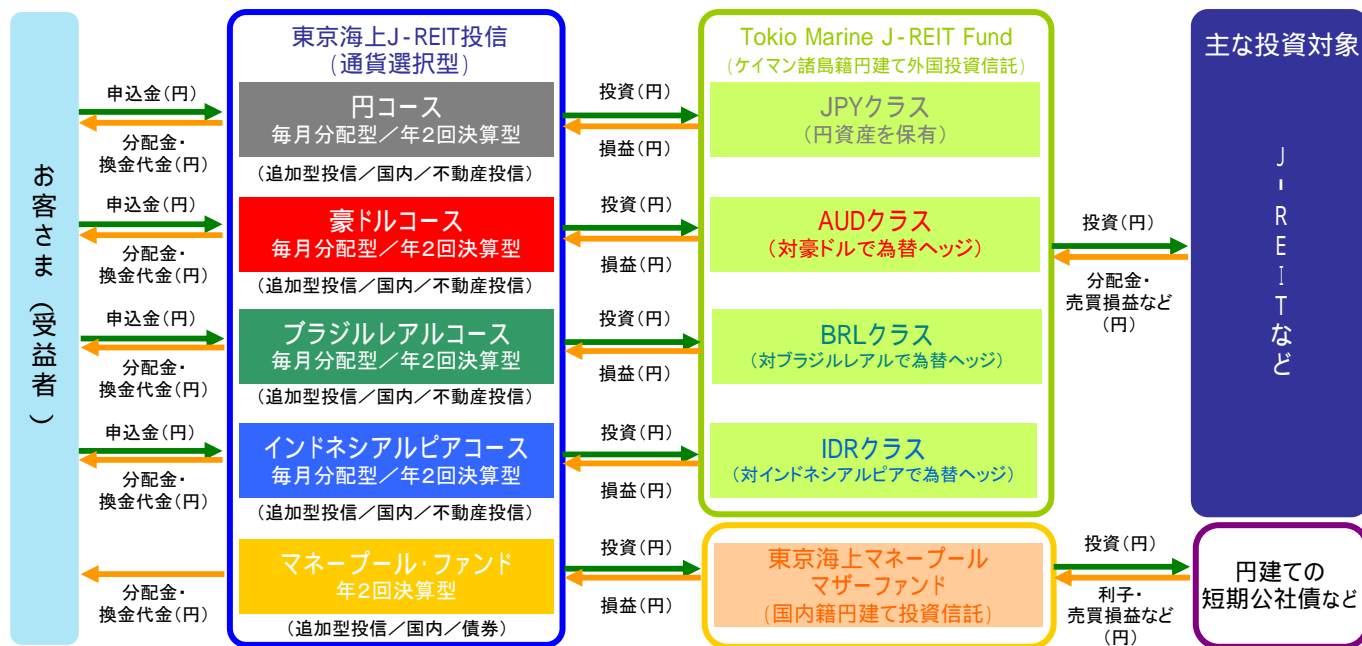 お客さま（受益者）
東京海上J-REIT投信
(通貨選択型)
申込金(円)
分配金・
換金代金(円)
円コース
毎月分配型／年2回決算型
(追加型投信／国内／不動産投信)
申込金(円)
分配金・
換金代金(円)
豪ドルコース
毎月分配型／年2回決算型
(追加型投信／国内／不動産投信)
申込金(円)
分配金・
換金代金(円)
ブラジルレアルコース
毎月分配型／年2回決算型
(追加型投信／国内／不動産投信)
申込金(円)
分配金・
換金代金(円)
インドネシアルピアコース
毎月分配型／年2回決算型
(追加型投信／国内／不動産投信)
分配金・
換金代金(円)
マネープール・ファンド
年2回決算型
(追加型投信／国内／債券)
投資(円)
損益(円)
投資(円)
損益(円)
投資(円)
損益(円)
投資(円)
損益(円)
投資(円)
損益(円)
Tokio Marine J-REIT Fund
(ケイマン諸島籍円建て外国投資信託)
JPYクラス
(円資産を保有)
AUDクラス
(対豪ドルで為替ヘッジ)
BRLクラス
(対ブラジルレアルで為替ヘッジ)
IDRクラス
(対インドネシアルピアで為替ヘッジ)
東京海上マネープール
マザーファンド
(国内籍円建て投資信託)
投資(円)
分配金・
売買損益など
(円)
投資(円)
利子・
売買損益など
(円)
主な投資対象
J-REITなど
円建ての
短期公社債など